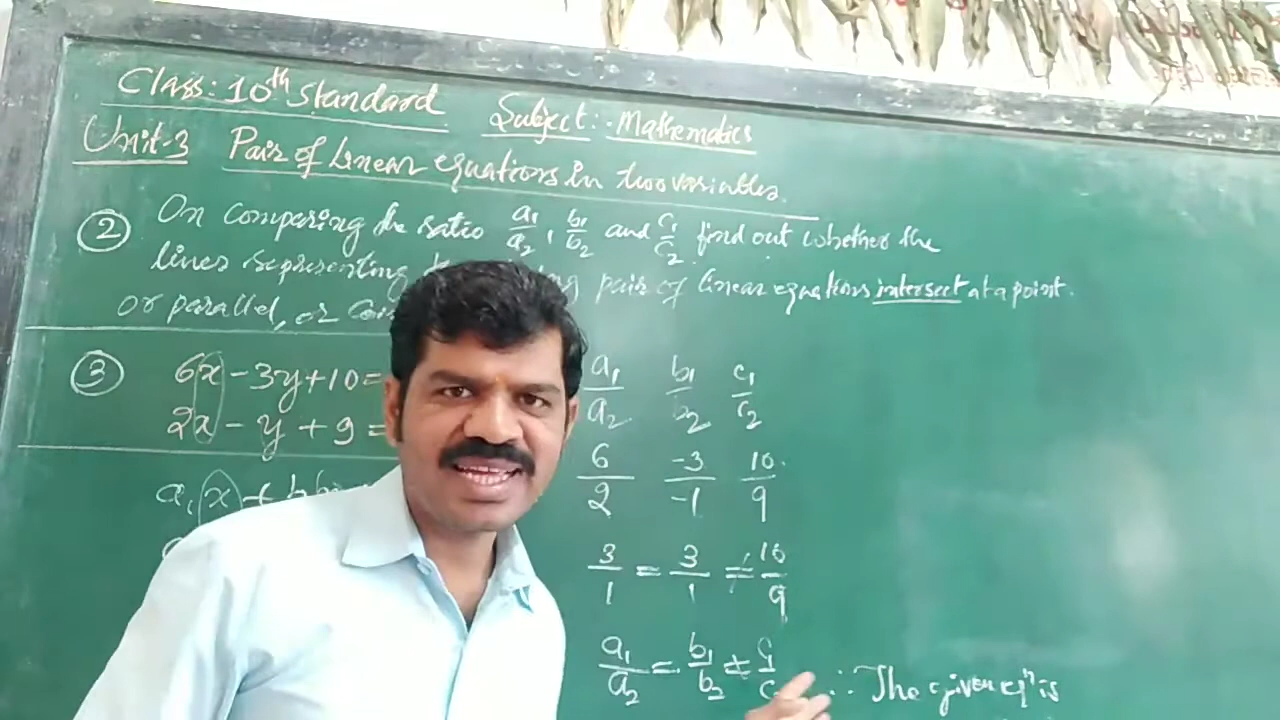 Class: 10th Standard Subject:- Mathematics
Unit-3 Pair of linear equations in two variables.
② On comparing the ratio a1/a2, b1/b2 and c1/c2 find out whether the
lines representing pair of linear equations intersect at a point.
or parallel, or
③ 6x - 3y + 10 =
2x - y + 9 =
a1 x +
a1/a2 b1/b2 c1/c2
6/2 -3/-1 10/9
3/1 = 3/1 ≠ 10/9
a1/a2 = b1/b2 ≠ c1/c
∴ The given eqn is